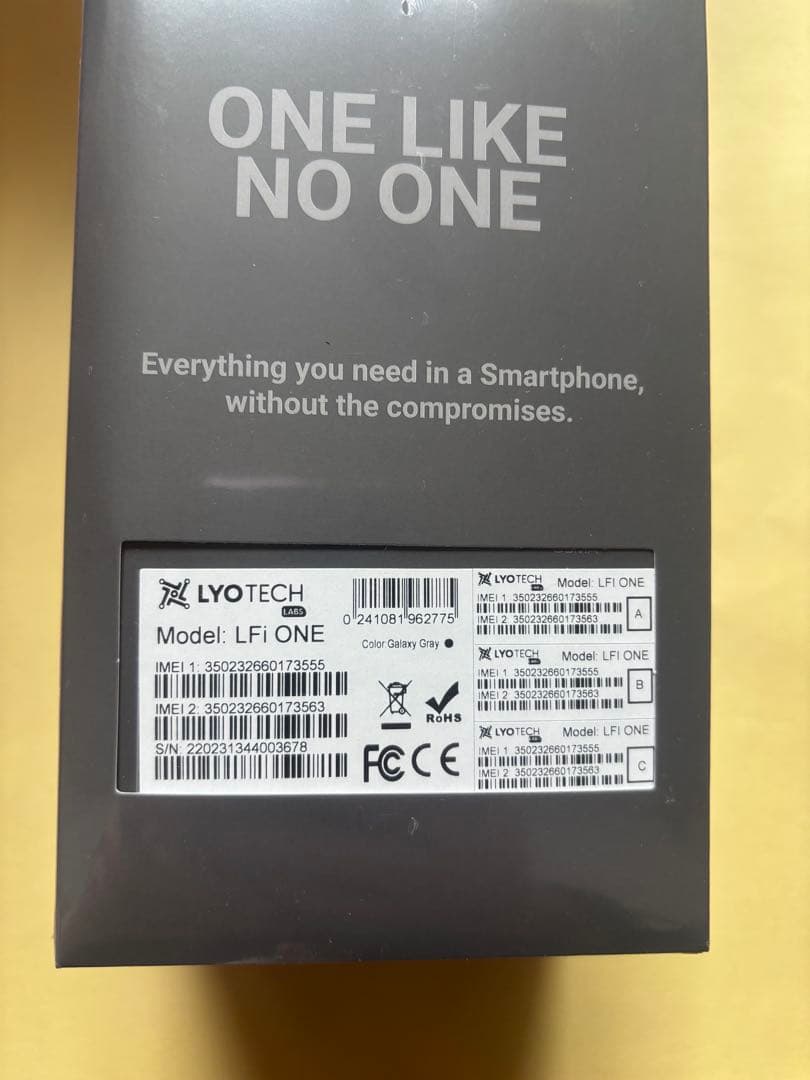 ONE LIKE
NO ONE
Everything you need in a Smartphone,
without the compromises.
LYOTECH
LABS
Model: LFi ONE
0 241081 962775
Color:Galaxy Gray
IMEI 1: 350232660173555
IMEI 2: 350232660173563
S/N: 220231344003678
RoHS
FC CE
LYOTECH Model: LFI ONE
IMEI 1 350232660173555
IMEI 2 350232660173563
A
LYOTECH Model: LFI ONE
IMEI 1 350232660173555
IMEI 2 350232660173563
B
LYOTECH Model: LFI ONE
IMEI 1 350232660173555
IMEI 2 350232660173563
C